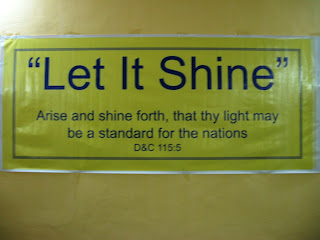 “Let It Shine”
Arise and shine forth, that thy light may
be a standard for the nations
D&C 115:5